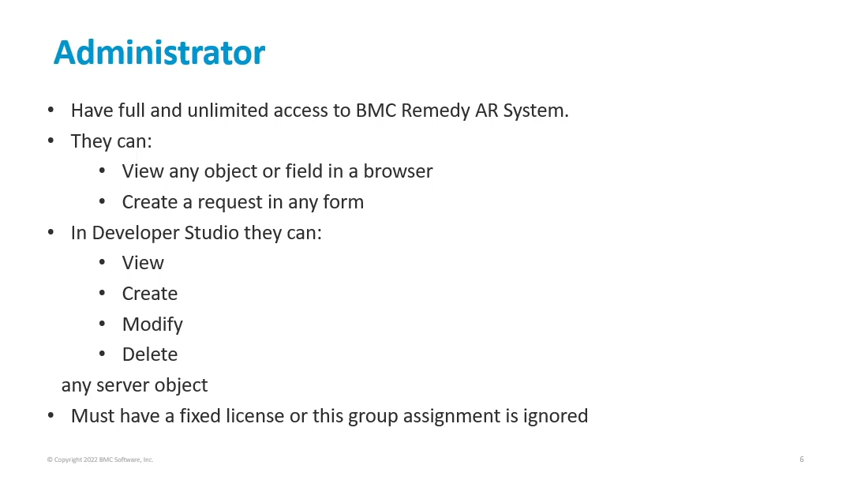 Administrator
• Have full and unlimited access to BMC Remedy AR System.
• They can:
• View any object or field in a browser
• Create a request in any form
• In Developer Studio they can:
• View
• Create
• Modify
• Delete
any server object
• Must have a fixed license or this group assignment is ignored
© Copyright 2022 BMC Software, Inc.
6